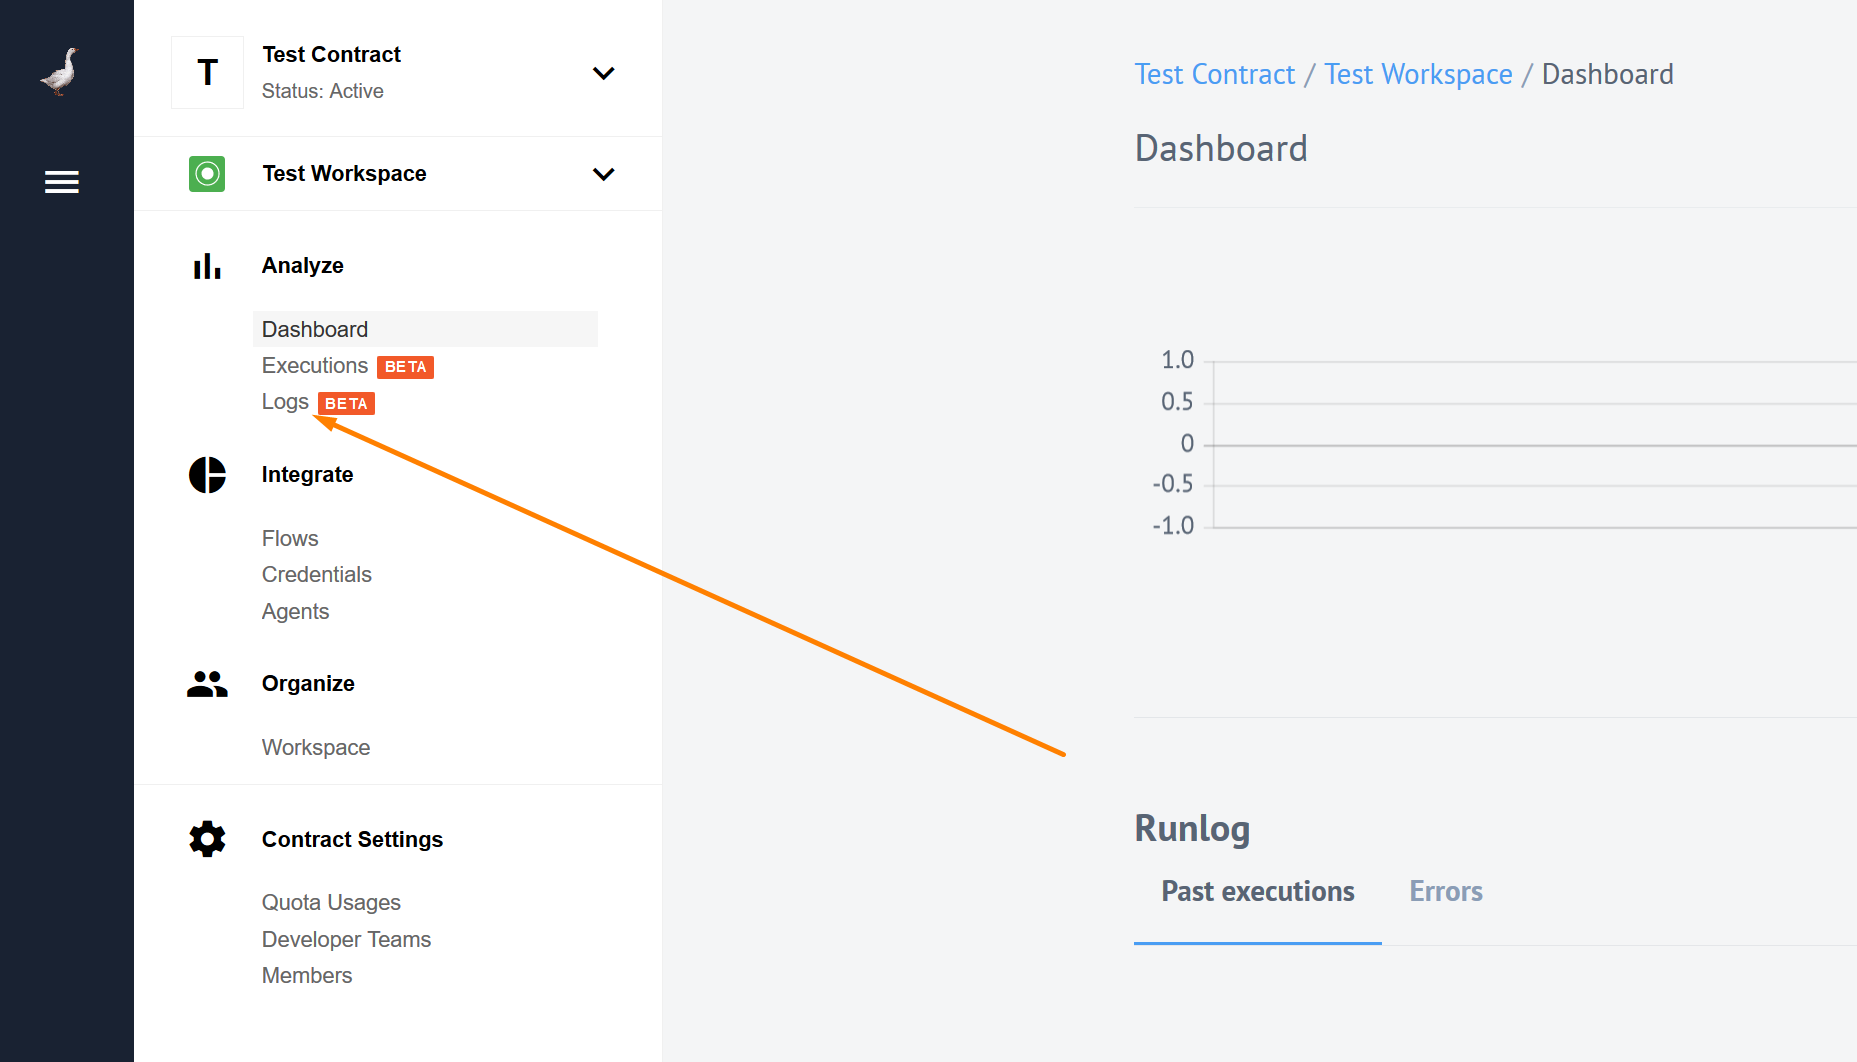 T
Test Contract
Status: Active
Test Workspace
Analyze
Dashboard
Executions BETA
Logs BETA
Integrate
Flows
Credentials
Agents
Organize
Workspace
Contract Settings
Quota Usages
Developer Teams
Members
Test Contract / Test Workspace / Dashboard
Dashboard
1.0
0.5
0
-0.5
-1.0
Runlog
Past executions Errors